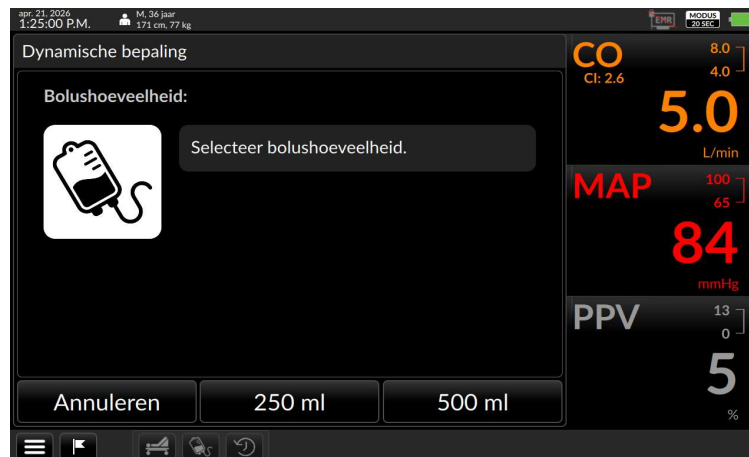 apr. 21, 2026
1:25:00 P.M.
M, 36 jaar
171 cm, 77 kg
EMR
MODUS
20 SEC
Dynamische bepaling
Bolushoeveelheid:
Selecteer bolushoeveelheid.
Annuleren
250 ml
500 ml
CO
8.0
CI: 2.6
4.0
5.0
L/min
MAP
100
65
84
mmHg
PPV
13
0
5
%